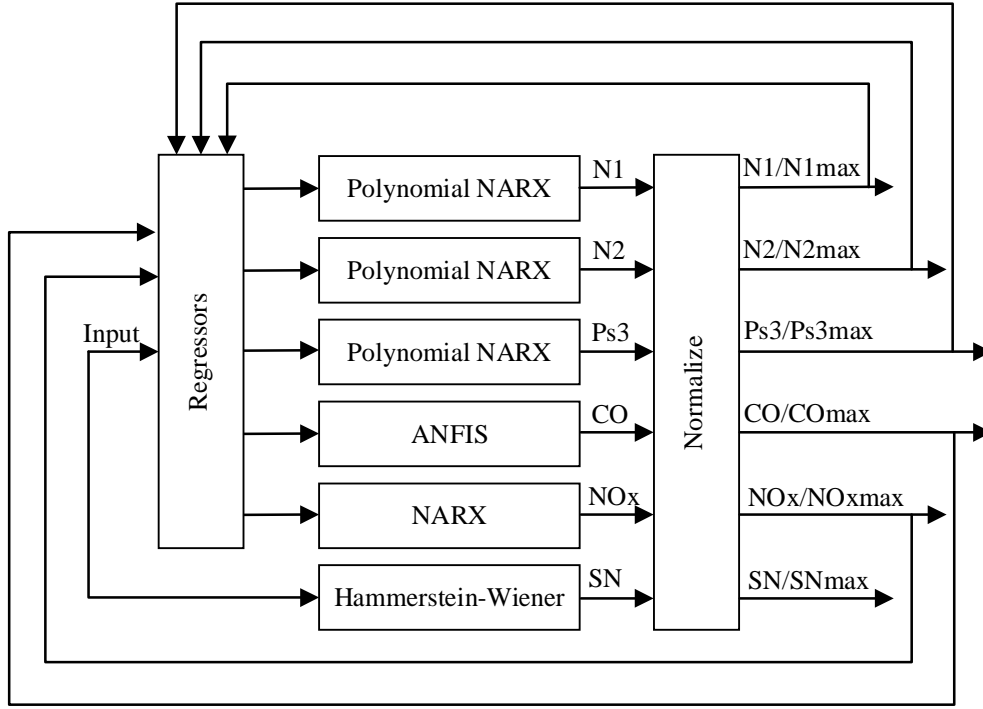 Polynomial NARX
N1
N1/N1max
Polynomial NARX
N2
N2/N2max
Input
Regressors
Polynomial NARX
Ps3
Normalize
Ps3/Ps3max
ANFIS
CO
CO/COmax
NARX
NOx
NOx/NOxmax
Hammerstein-Wiener
SN
SN/SNmax